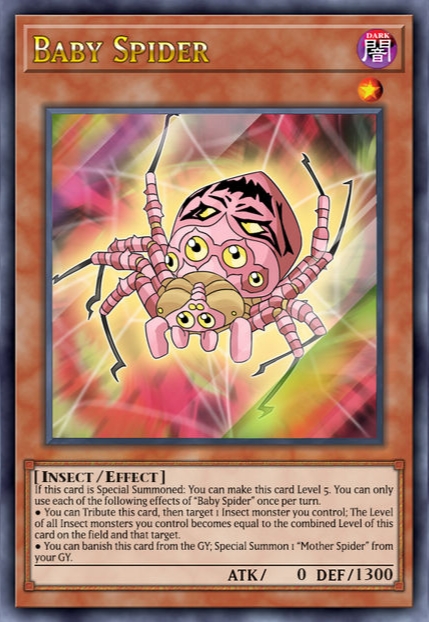 BABY SPIDER
DARK
闇
[INSECT/EFFECT]
If this card is Special Summoned: You can make this card Level 5. You can only
use each of the following effects of "Baby Spider" once per turn.
● You can Tribute this card, then target 1 Insect monster you control; The Level
of all Insect monsters you control becomes equal to the combined Level of this
card on the field and that target.
● You can banish this card from the GY; Special Summon 1 "Mother Spider" from
your GY.
ATK/ 0 DEF/1300